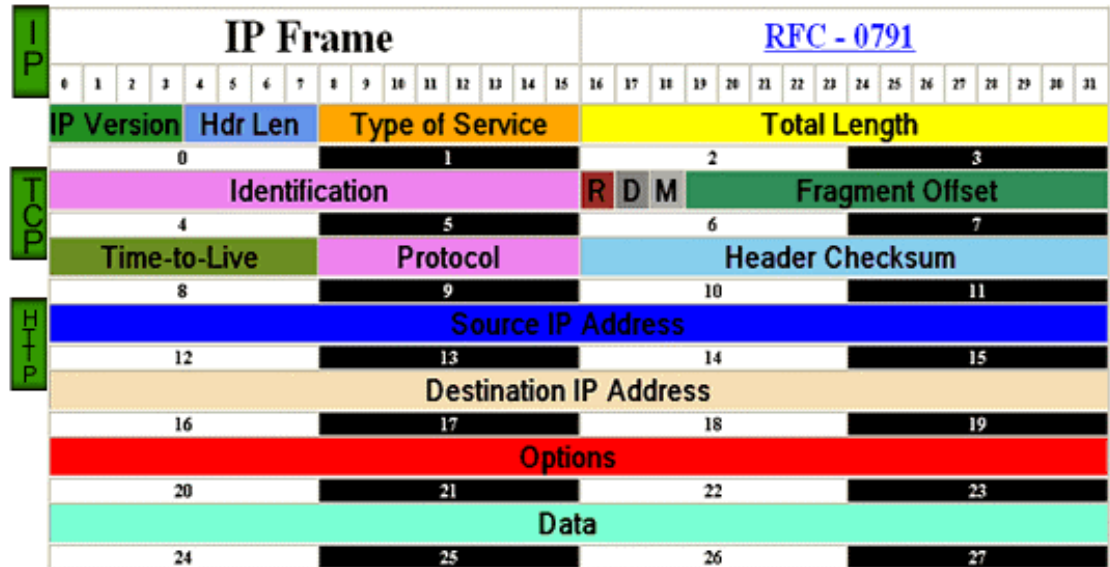 IP
IP Frame RFC - 0791
0 1 2 3 4 5 6 7 8 9 10 11 12 13 14 15 16 17 18 19 20 21 22 23 24 25 26 27 28 29 30 31
IP Version Hdr Len Type of Service Total Length
0 1 2 3
TCP
Identification R D M Fragment Offset
4 5 6 7
Time-to-Live Protocol Header Checksum
8 9 10 11
HTTP
Source IP Address
12 13 14 15
Destination IP Address
16 17 18 19
Options
20 21 22 23
Data
24 25 26 27